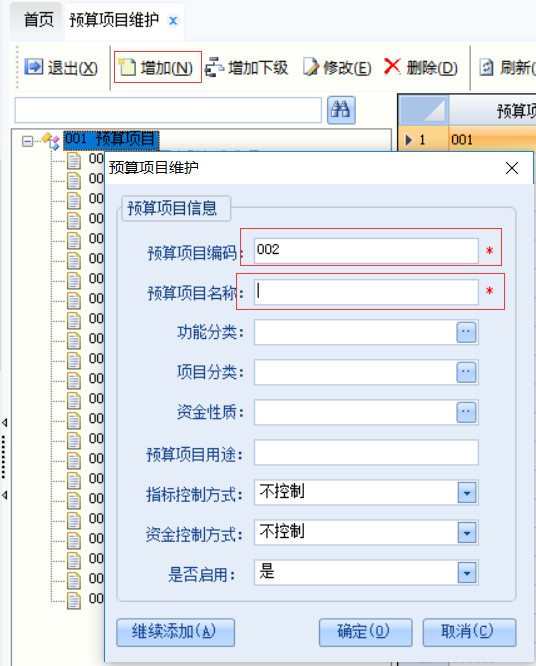 首页 预算项目维护 ×
退出(X) 增加(N) 增加下级 修改(E) 删除(D) 刷新(
预算项
001 预算项目
1 001
00
预算项目维护
00
00
预算项目信息
00
00
预算项目编码: 002 *
00
00
预算项目名称: *
00
00
功能分类:
00
00
项目分类:
00
00
资金性质:
00
00
预算项目用途:
00
00
指标控制方式: 不控制
00
00
资金控制方式: 不控制
00
00
是否启用: 是
00
00
00
继续添加(A) 确定(O) 取消(C)